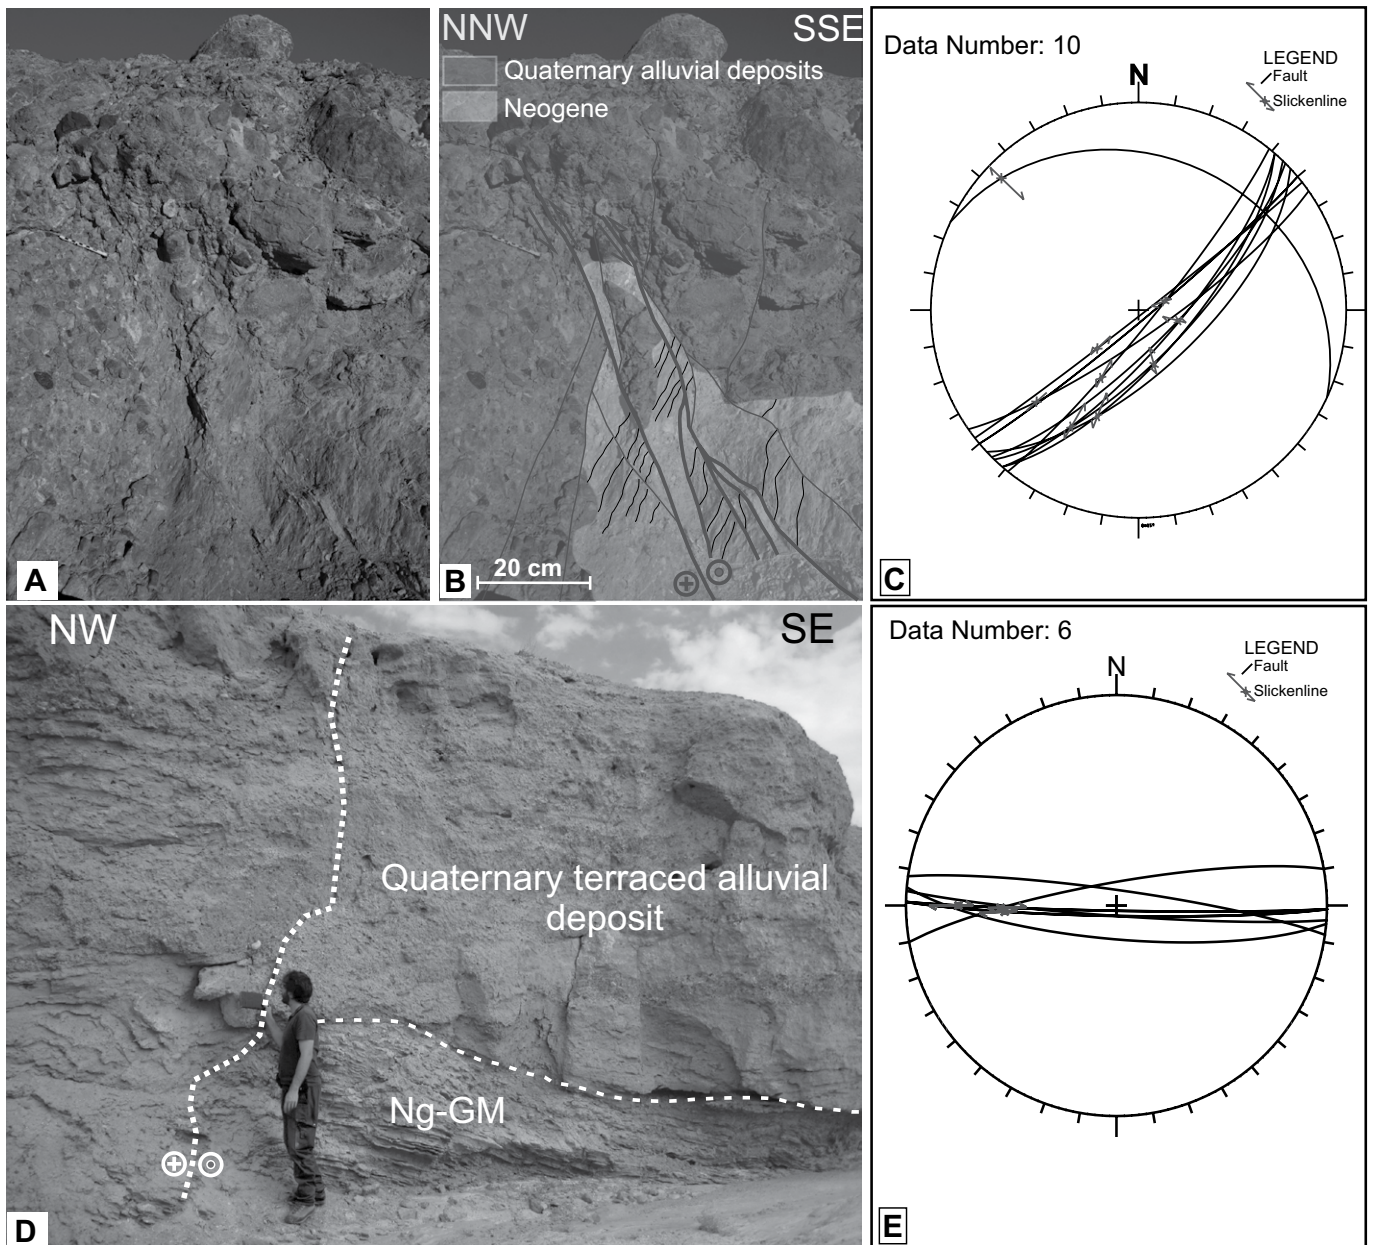 A
NNW
SSE
Quaternary alluvial deposits
Neogene
20 cm
B
Data Number: 10
LEGEND
Fault
Slickenline
N
C
NW
SE
Quaternary terraced alluvial
deposit
Ng-GM
D
Data Number: 6
LEGEND
Fault
Slickenline
N
E